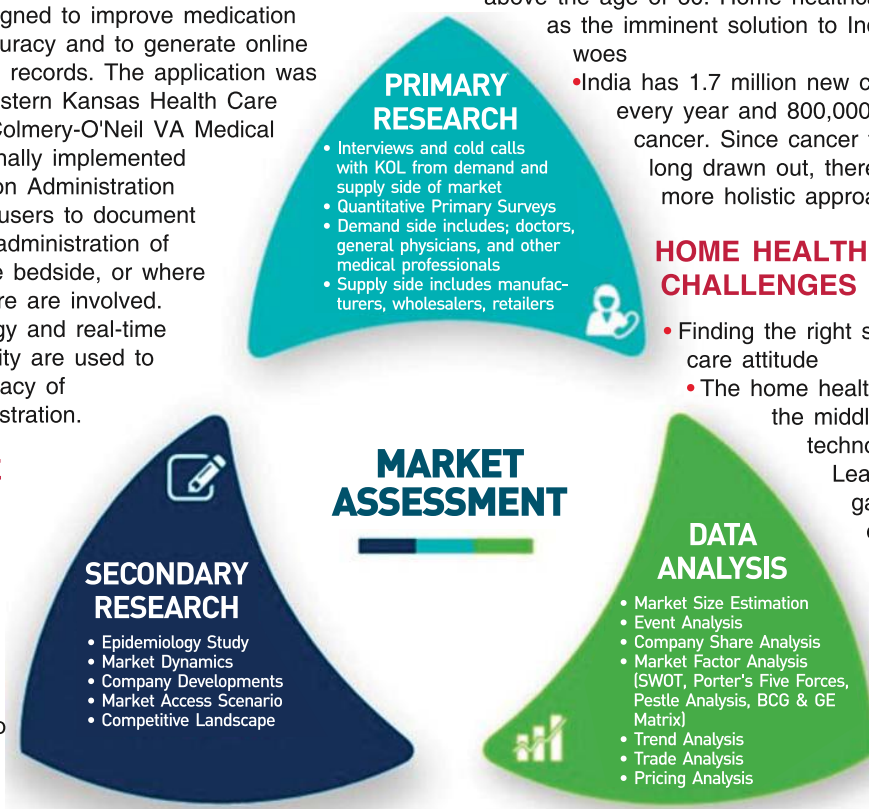 gned to improve medication
uracy and to generate online
records. The application was
stern Kansas Health Care
Colmery-O'Neil VA Medical
nally implemented
on Administration
users to document
administration of
e bedside, or where
re are involved.
gy and real-time
ity are used to
acy of
stration.
above the age of 60. Home healthca
as the imminent solution to Ind
woes
•India has 1.7 million new c
every year and 800,000
cancer. Since cancer
long drawn out, there
more holistic approa
HOME HEALTH
CHALLENGES
• Finding the right s
care attitude
• The home healt
the middl
techno
Lea
ga
PRIMARY
RESEARCH
• Interviews and cold calls
with KOL from demand and
supply side of market
• Quantitative Primary Surveys
• Demand side includes; doctors,
general physicians, and other
medical professionals
• Supply side includes manufac-
turers, wholesalers, retailers
MARKET
ASSESSMENT
SECONDARY
RESEARCH
• Epidemiology Study
• Market Dynamics
• Company Developments
• Market Access Scenario
• Competitive Landscape
DATA
ANALYSIS
• Market Size Estimation
• Event Analysis
• Company Share Analysis
• Market Factor Analysis
(SWOT, Porter's Five Forces,
Pestle Analysis, BCG & GE
Matrix)
• Trend Analysis
• Trade Analysis
• Pricing Analysis